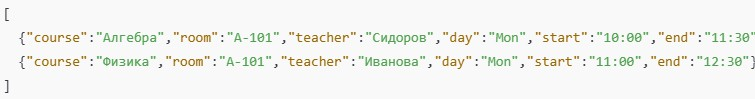 [
{"course":"Алгебра","room":"A-101","teacher":"Сидоров","day":"Mon","start":"10:00","end":"11:30"
{"course":"Физика","room":"A-101","teacher":"Иванова","day":"Mon","start":"11:00","end":"12:30"}
]